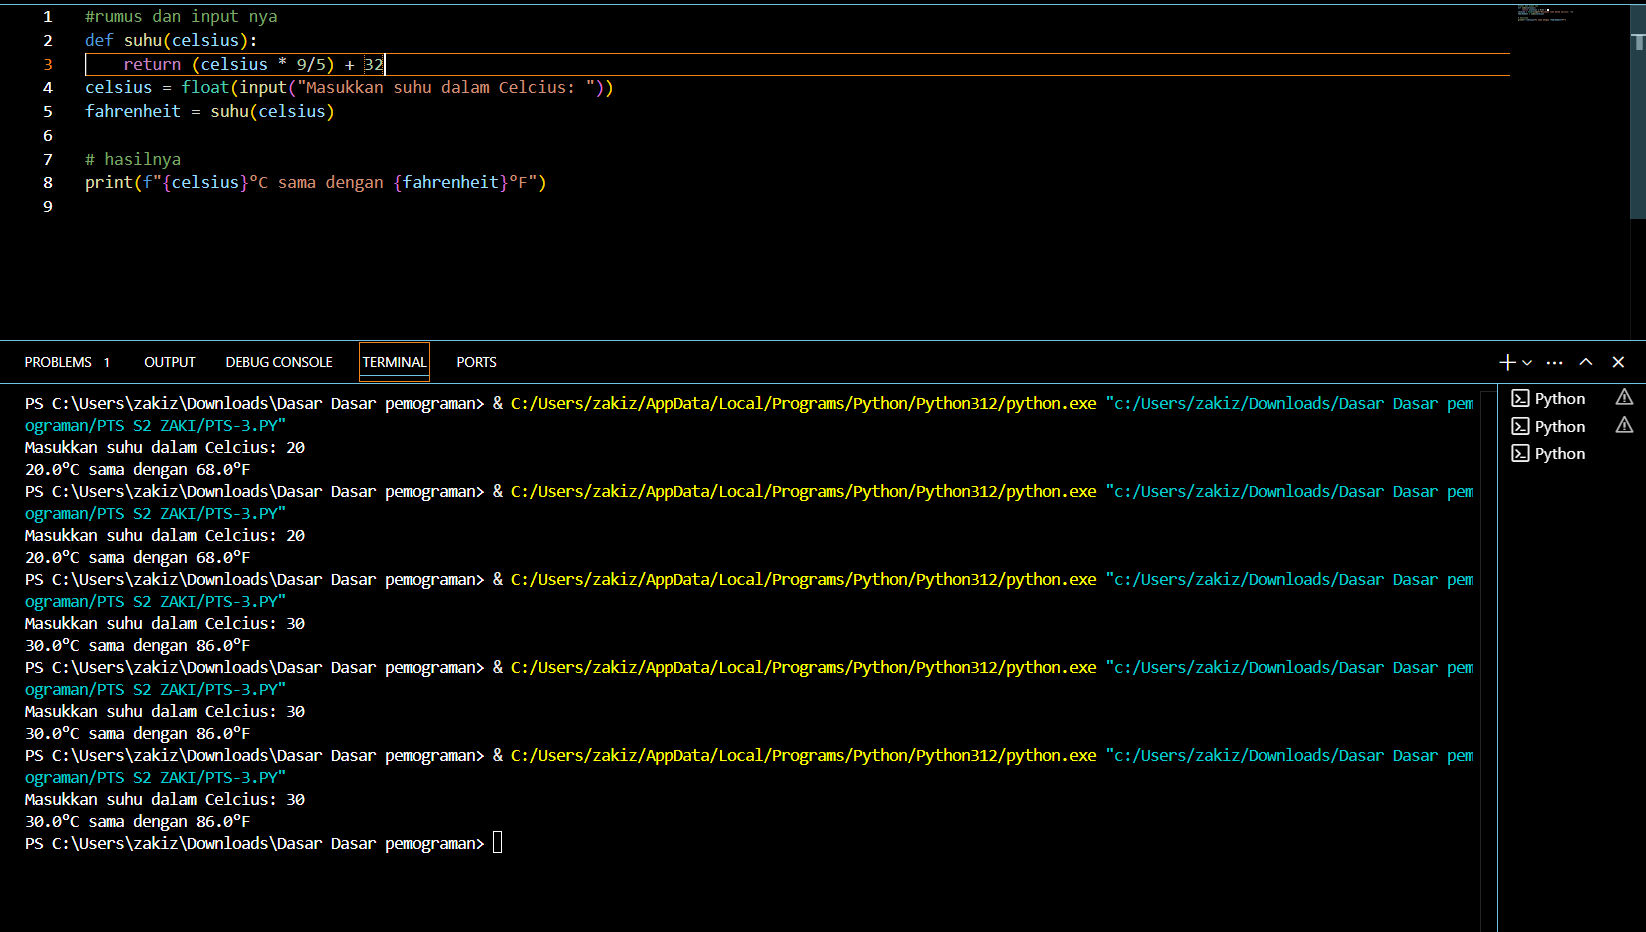 1 #rumus dan input nya
2 def suhu(celsius):
3     return (celsius * 9/5) + 32
4 celsius = float(input("Masukkan suhu dalam Celcius: "))
5 fahrenheit = suhu(celsius)
6
7 # hasilnya
8 print(f"{celsius}°C sama dengan {fahrenheit}°F")
9
PROBLEMS 1 OUTPUT DEBUG CONSOLE TERMINAL PORTS
PS C:\Users\zakiz\Downloads\Dasar Dasar pemograman> & C:/Users/zakiz/AppData/Local/Programs/Python/Python312/python.exe "c:/Users/zakiz/Downloads/Dasar Dasar pem
ograman/PTS S2 ZAKI/PTS-3.PY"
Masukkan suhu dalam Celcius: 20
20.0°C sama dengan 68.0°F
PS C:\Users\zakiz\Downloads\Dasar Dasar pemograman> & C:/Users/zakiz/AppData/Local/Programs/Python/Python312/python.exe "c:/Users/zakiz/Downloads/Dasar Dasar pem
ograman/PTS S2 ZAKI/PTS-3.PY"
Masukkan suhu dalam Celcius: 20
20.0°C sama dengan 68.0°F
PS C:\Users\zakiz\Downloads\Dasar Dasar pemograman> & C:/Users/zakiz/AppData/Local/Programs/Python/Python312/python.exe "c:/Users/zakiz/Downloads/Dasar Dasar pem
ograman/PTS S2 ZAKI/PTS-3.PY"
Masukkan suhu dalam Celcius: 30
30.0°C sama dengan 86.0°F
PS C:\Users\zakiz\Downloads\Dasar Dasar pemograman> & C:/Users/zakiz/AppData/Local/Programs/Python/Python312/python.exe "c:/Users/zakiz/Downloads/Dasar Dasar pem
ograman/PTS S2 ZAKI/PTS-3.PY"
Masukkan suhu dalam Celcius: 30
30.0°C sama dengan 86.0°F
PS C:\Users\zakiz\Downloads\Dasar Dasar pemograman> & C:/Users/zakiz/AppData/Local/Programs/Python/Python312/python.exe "c:/Users/zakiz/Downloads/Dasar Dasar pem
ograman/PTS S2 ZAKI/PTS-3.PY"
Masukkan suhu dalam Celcius: 30
30.0°C sama dengan 86.0°F
PS C:\Users\zakiz\Downloads\Dasar Dasar pemograman>
Python
Python
Python